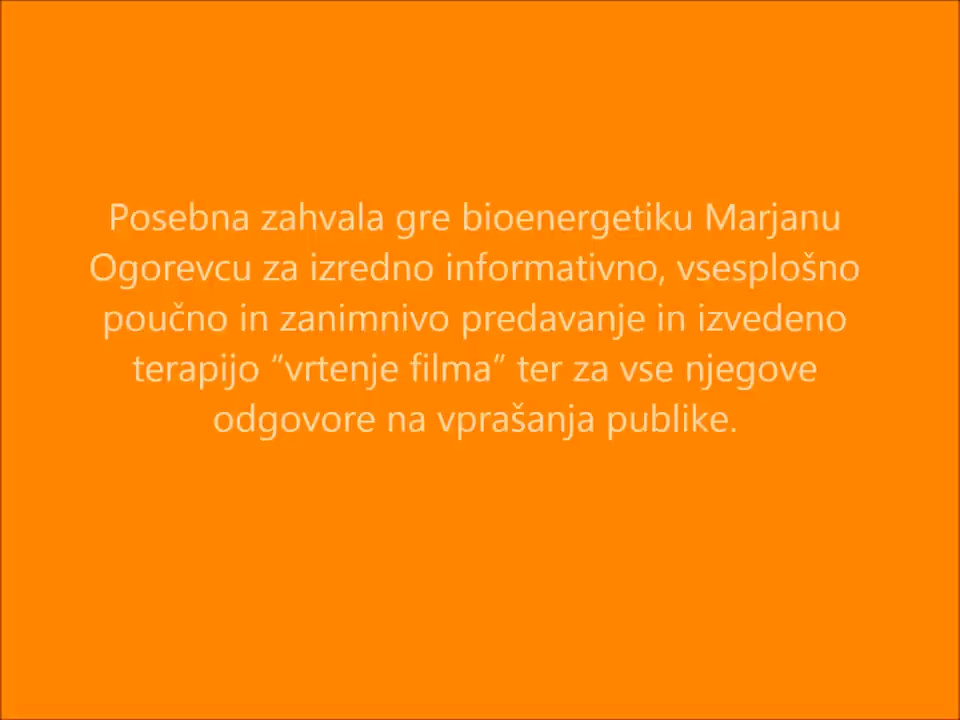 Posebna zahvala gre bioenergetiku Marjanu
Ogorevcu za izredno informativno, vsesplošno
poučno in zanimnivo predavanje in izvedeno
terapijo “vrtenje filma” ter za vse njegove
odgovore na vprašanja publike.